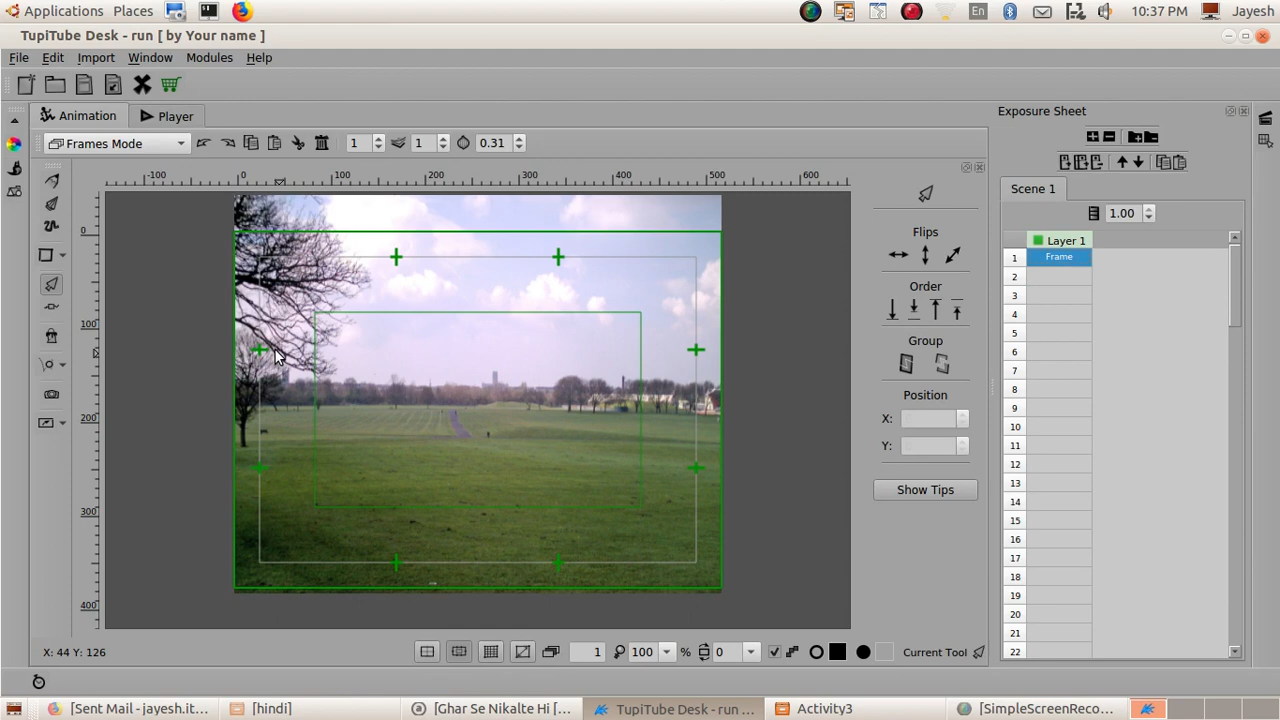 Applications Places En 10:37 PM Jayesh
TupiTube Desk - run [ by Your name ]
File Edit Import Window Modules Help
Animation Player
Exposure Sheet
Frames Mode 1 1 0.31
-100 0 100 200 300 400 500 600
Scene 1
1.00
Layer 1
1 Frame
2
3
4
5
6
7
8
9
10
11
12
13
14
15
16
17
18
19
20
21
22
0
100
200
300
400
Flips
Order
Group
Position
X:
Y:
Show Tips
X: 44 Y: 126 1 100 % 0 Current Tool
[Sent Mail - jayesh.it... [hindi] [Ghar Se Nikalte Hi [... TupiTube Desk - run ... Activity3 [SimpleScreenReco...